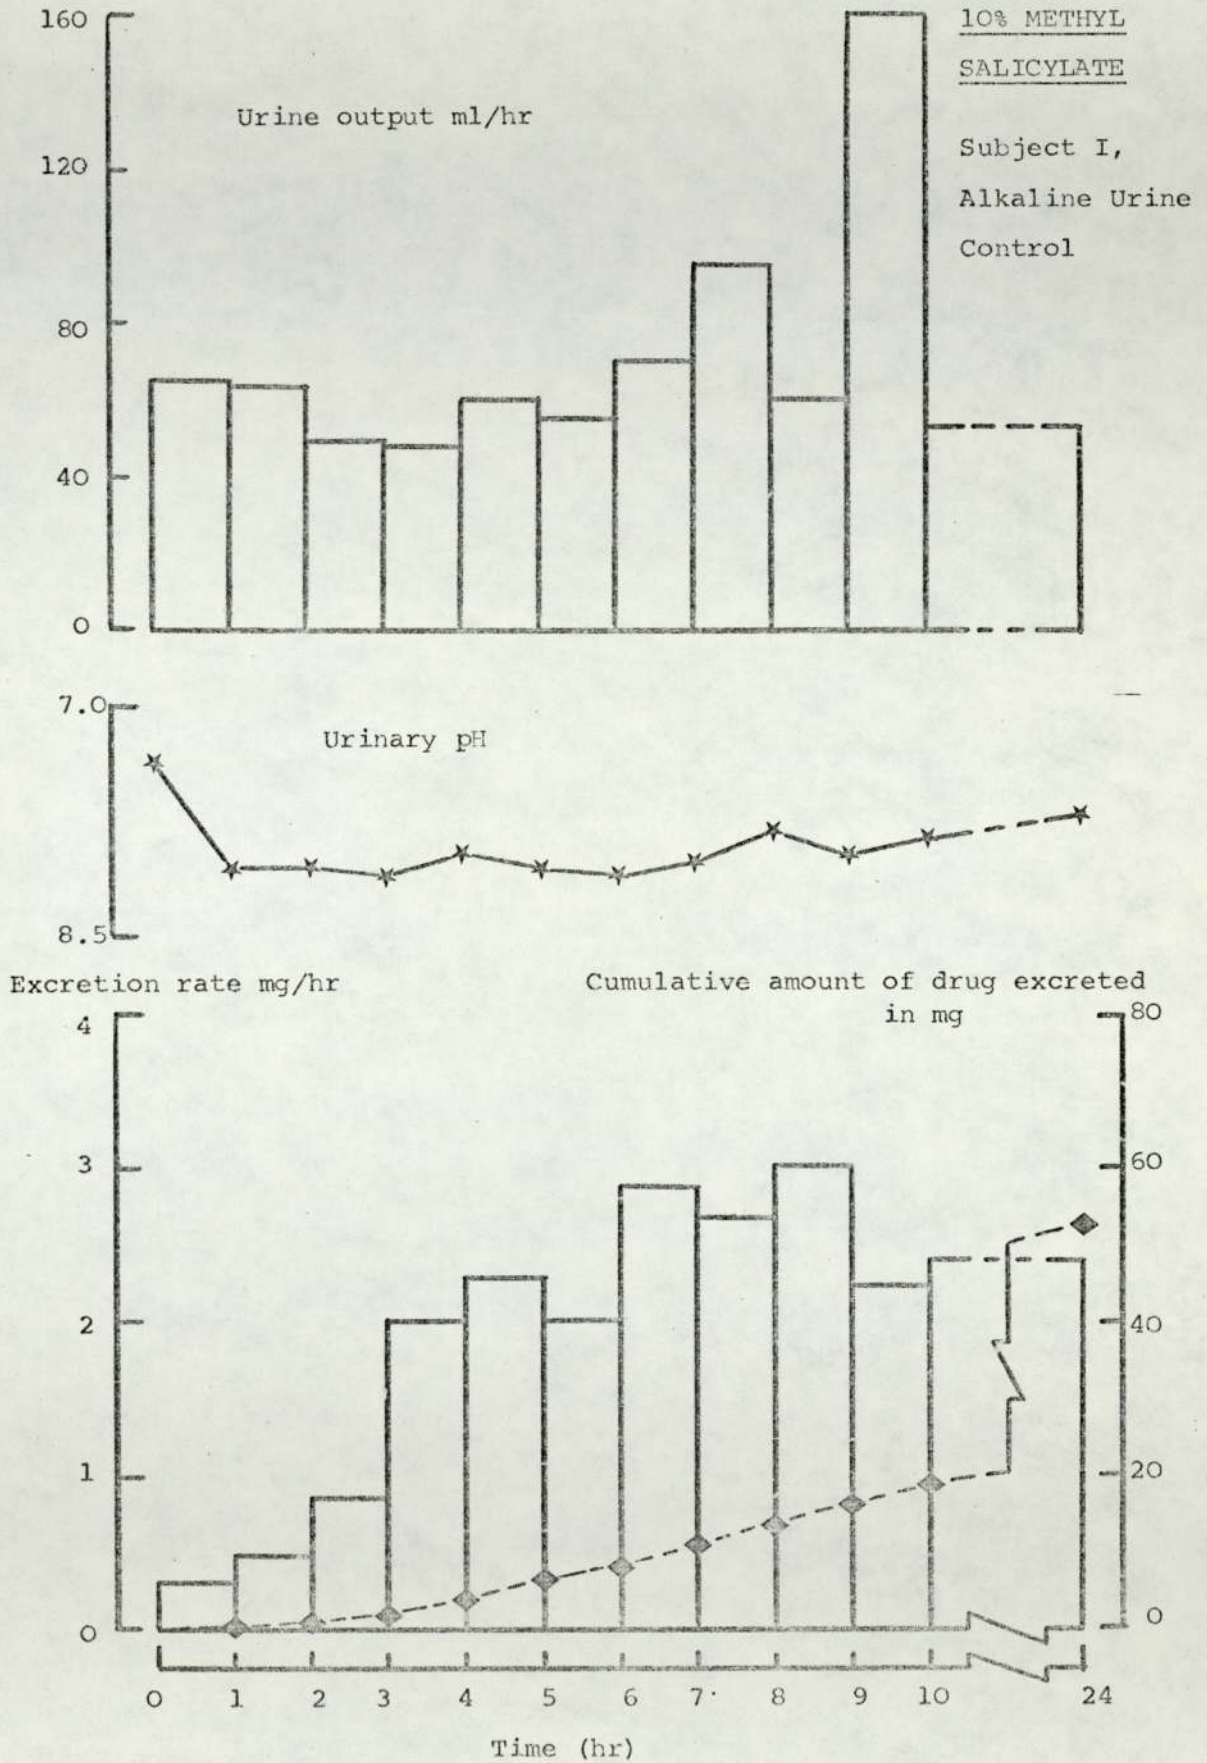 10% METHYL
SALICYLATE
Subject I,
Alkaline Urine
Control
Urine output ml/hr
160
120
80
40
0
Urinary pH
7.0
8.5
Excretion rate mg/hr
Cumulative amount of drug excreted
in mg
4
3
2
1
0
80
60
40
20
0
0 1 2 3 4 5 6 7 8 9 10 24
Time (hr)